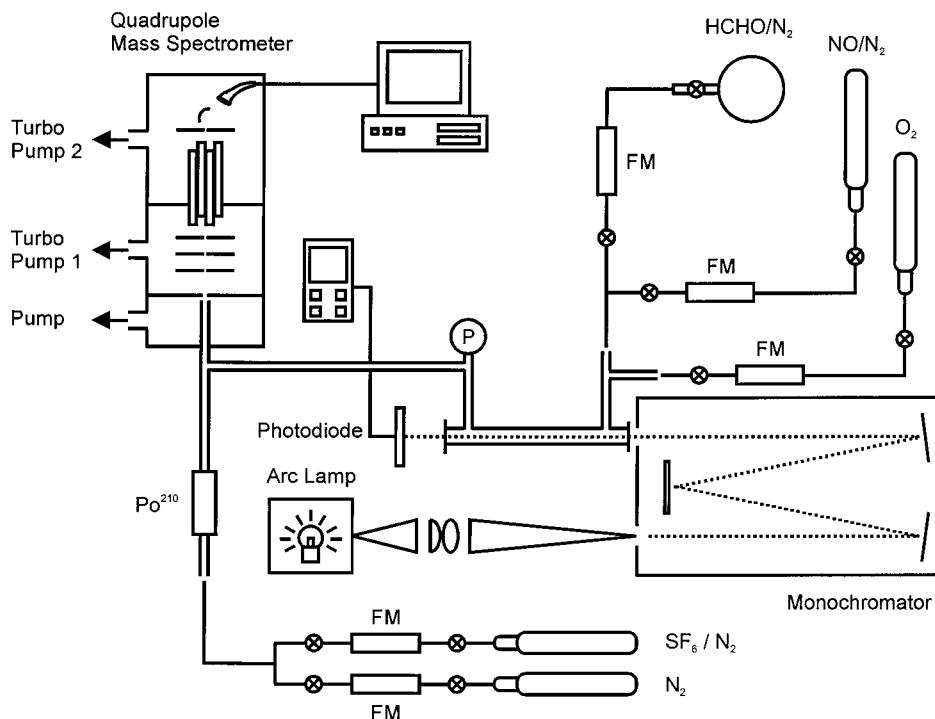 Quadrupole
Mass Spectrometer
HCHO/N₂
NO/N₂
O₂
Turbo
Pump 2
FM
Turbo
Pump 1
FM
Pump
P
FM
Photodiode
Arc Lamp
Po²¹⁰
Monochromator
FM
SF₆ / N₂
N₂
FM